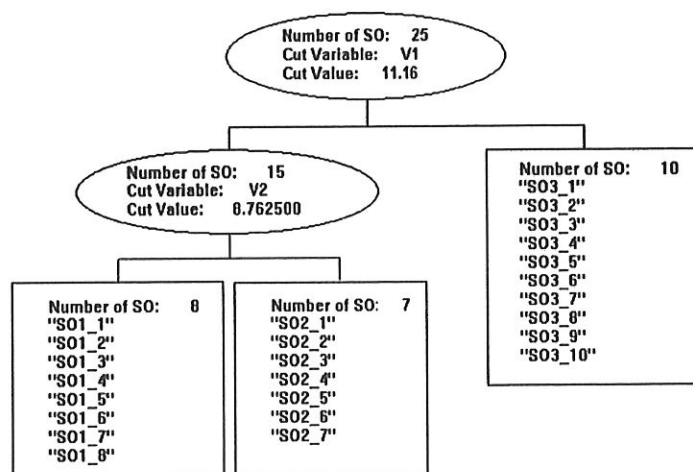 Number of SO: 25
Cut Variable: V1
Cut Value: 11.16
Number of SO: 15
Cut Variable: V2
Cut Value: 8.762500
Number of SO: 10
"SO3_1"
"SO3_2"
"SO3_3"
"SO3_4"
"SO3_5"
"SO3_6"
"SO3_7"
"SO3_8"
"SO3_9"
"SO3_10"
Number of SO: 8
"SO1_1"
"SO1_2"
"SO1_3"
"SO1_4"
"SO1_5"
"SO1_6"
"SO1_7"
"SO1_8"
Number of SO: 7
"SO2_1"
"SO2_2"
"SO2_3"
"SO2_4"
"SO2_5"
"SO2_6"
"SO2_7"